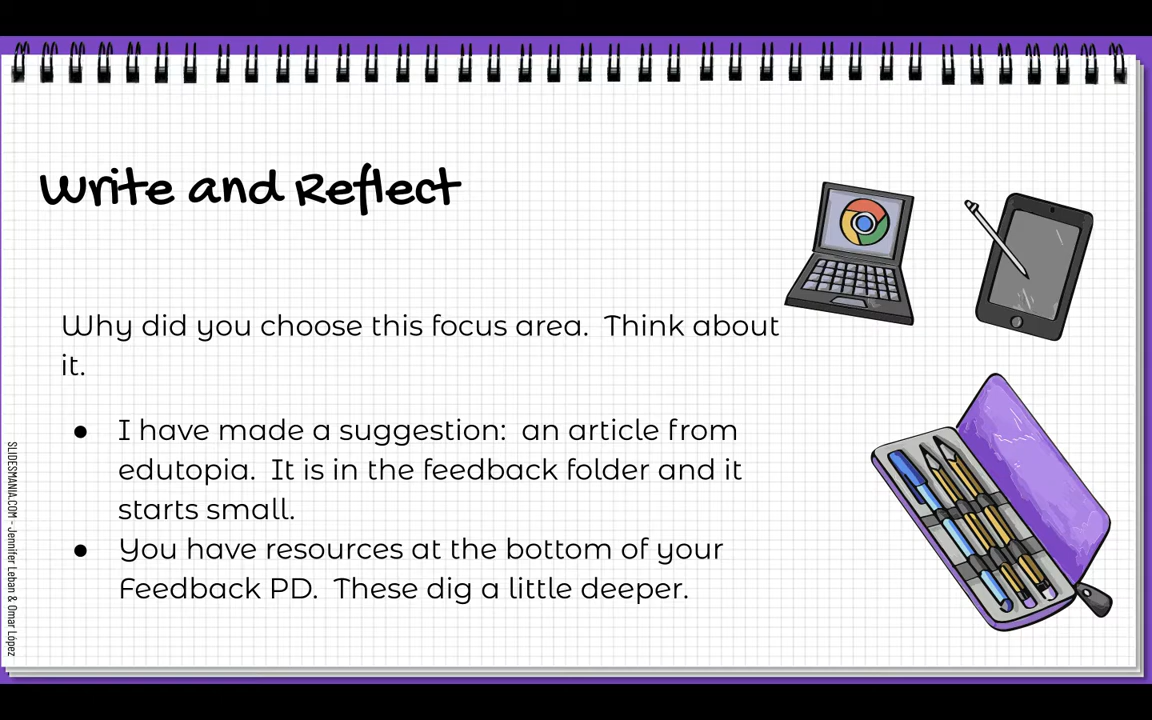 Write and Reflect
Why did you choose this focus area.  Think about
it.
● I have made a suggestion:  an article from
edutopia.  It is in the feedback folder and it
starts small.
● You have resources at the bottom of your
Feedback PD.  These dig a little deeper.
SLIDESMANIA.COM - Jennifer Leban & Omar López